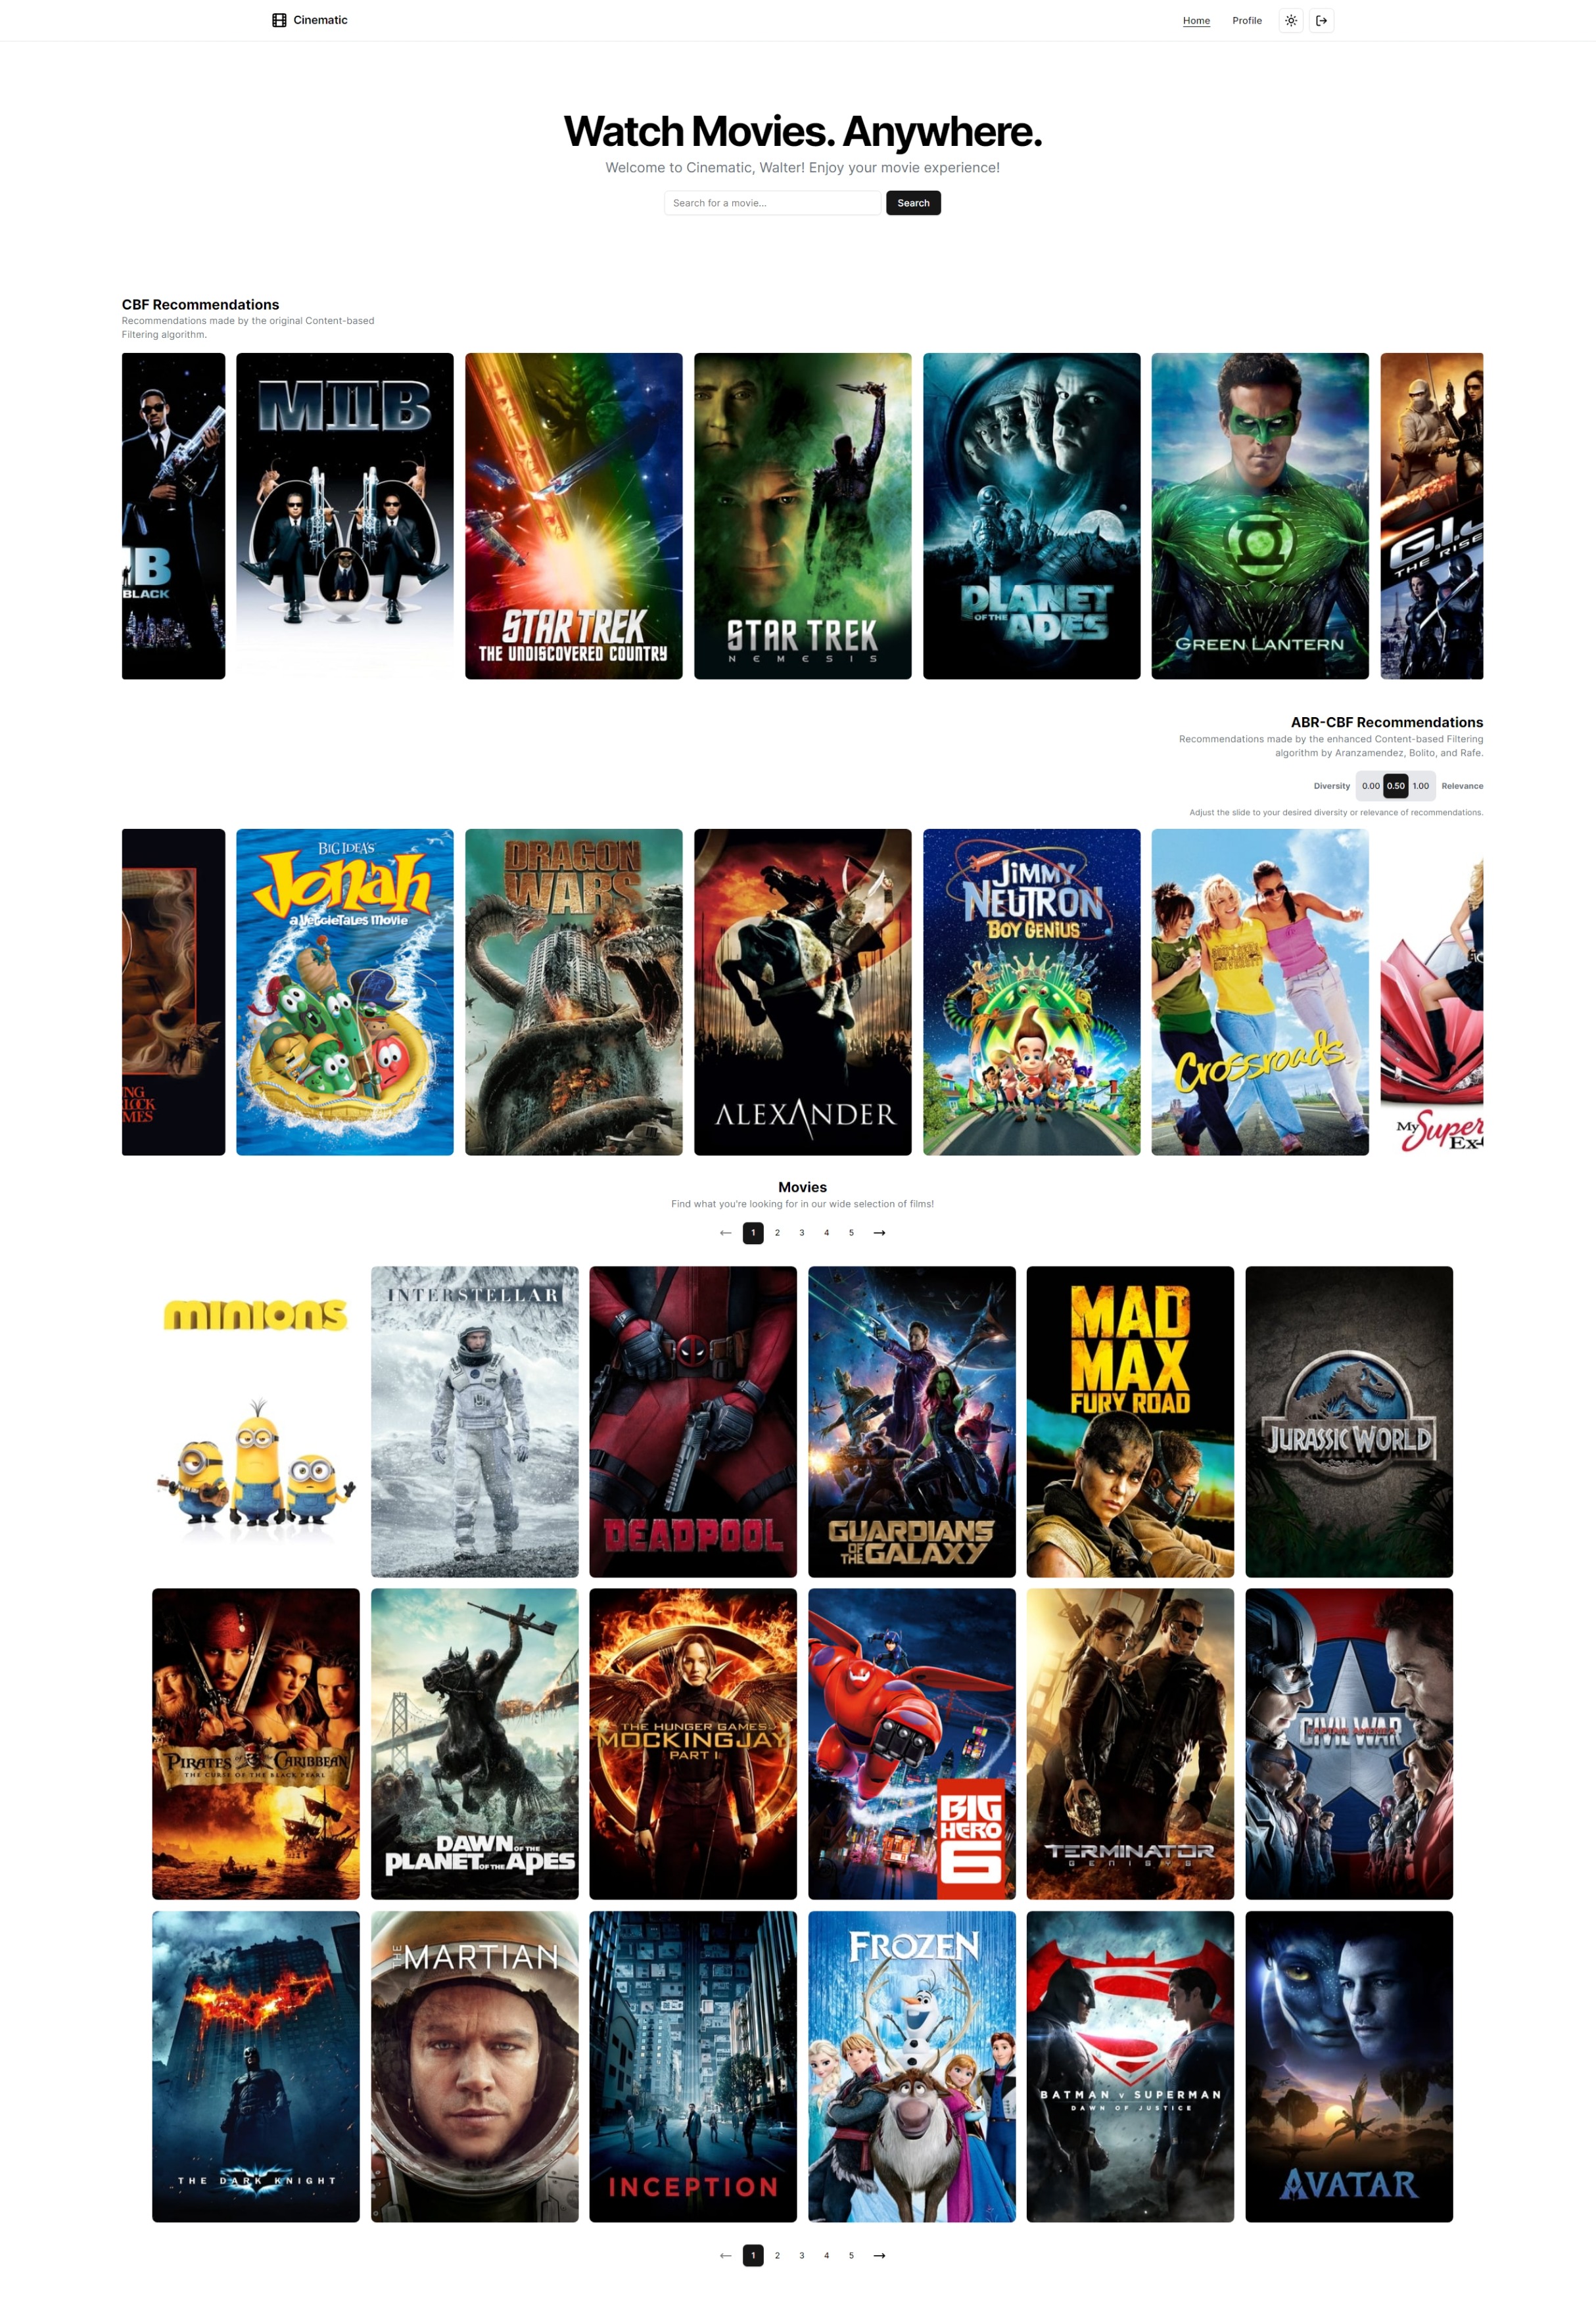 Cinematic
Home
Profile
Watch Movies. Anywhere.
Welcome to Cinematic, Walter! Enjoy your movie experience!
Search for a movie...
Search
CBF Recommendations
Recommendations made by the original Content-based
Filtering algorithm.
B
BLACK
MIIB
STAR TREK
THE UNDISCOVERED COUNTRY
STAR TREK
NEMESIS
PLANET
OF THE
APES
GREEN LANTERN
G.I.
THE RISE
ABR-CBF Recommendations
Recommendations made by the enhanced Content-based Filtering
algorithm by Aranzamendez, Bolito, and Rafe.
Diversity 0.00 0.50 1.00 Relevance
Adjust the slide to your desired diversity or relevance of recommendations.
NG
LOCK
MES
BIG IDEA'S
Jonah
a VeggieTales Movie
DRAGON
WARS
ALEXANDER
JIMMY
NEUTRON
BOY GENIUS
Crossroads
My Super
Ex-
Movies
Find what you're looking for in our wide selection of films!
← 1 2 3 4 5 →
MINIONS
INTERSTELLAR
DEADPOOL
GUARDIANS
OF THE
GALAXY
MAD
MAX
FURY ROAD
JURASSIC WORLD
PIRATES of the CARIBBEAN
THE CURSE OF THE BLACK PEARL
DAWN OF THE
PLANET OF THE APES
THE HUNGER GAMES
MOCKINGJAY
PART 1
BIG
HERO
6
TERMINATOR
GENISYS
CAPTAIN AMERICA
CIVIL WAR
THE DARK KNIGHT
THE MARTIAN
INCEPTION
FROZEN
BATMAN v SUPERMAN
DAWN OF JUSTICE
AVATAR
← 1 2 3 4 5 →